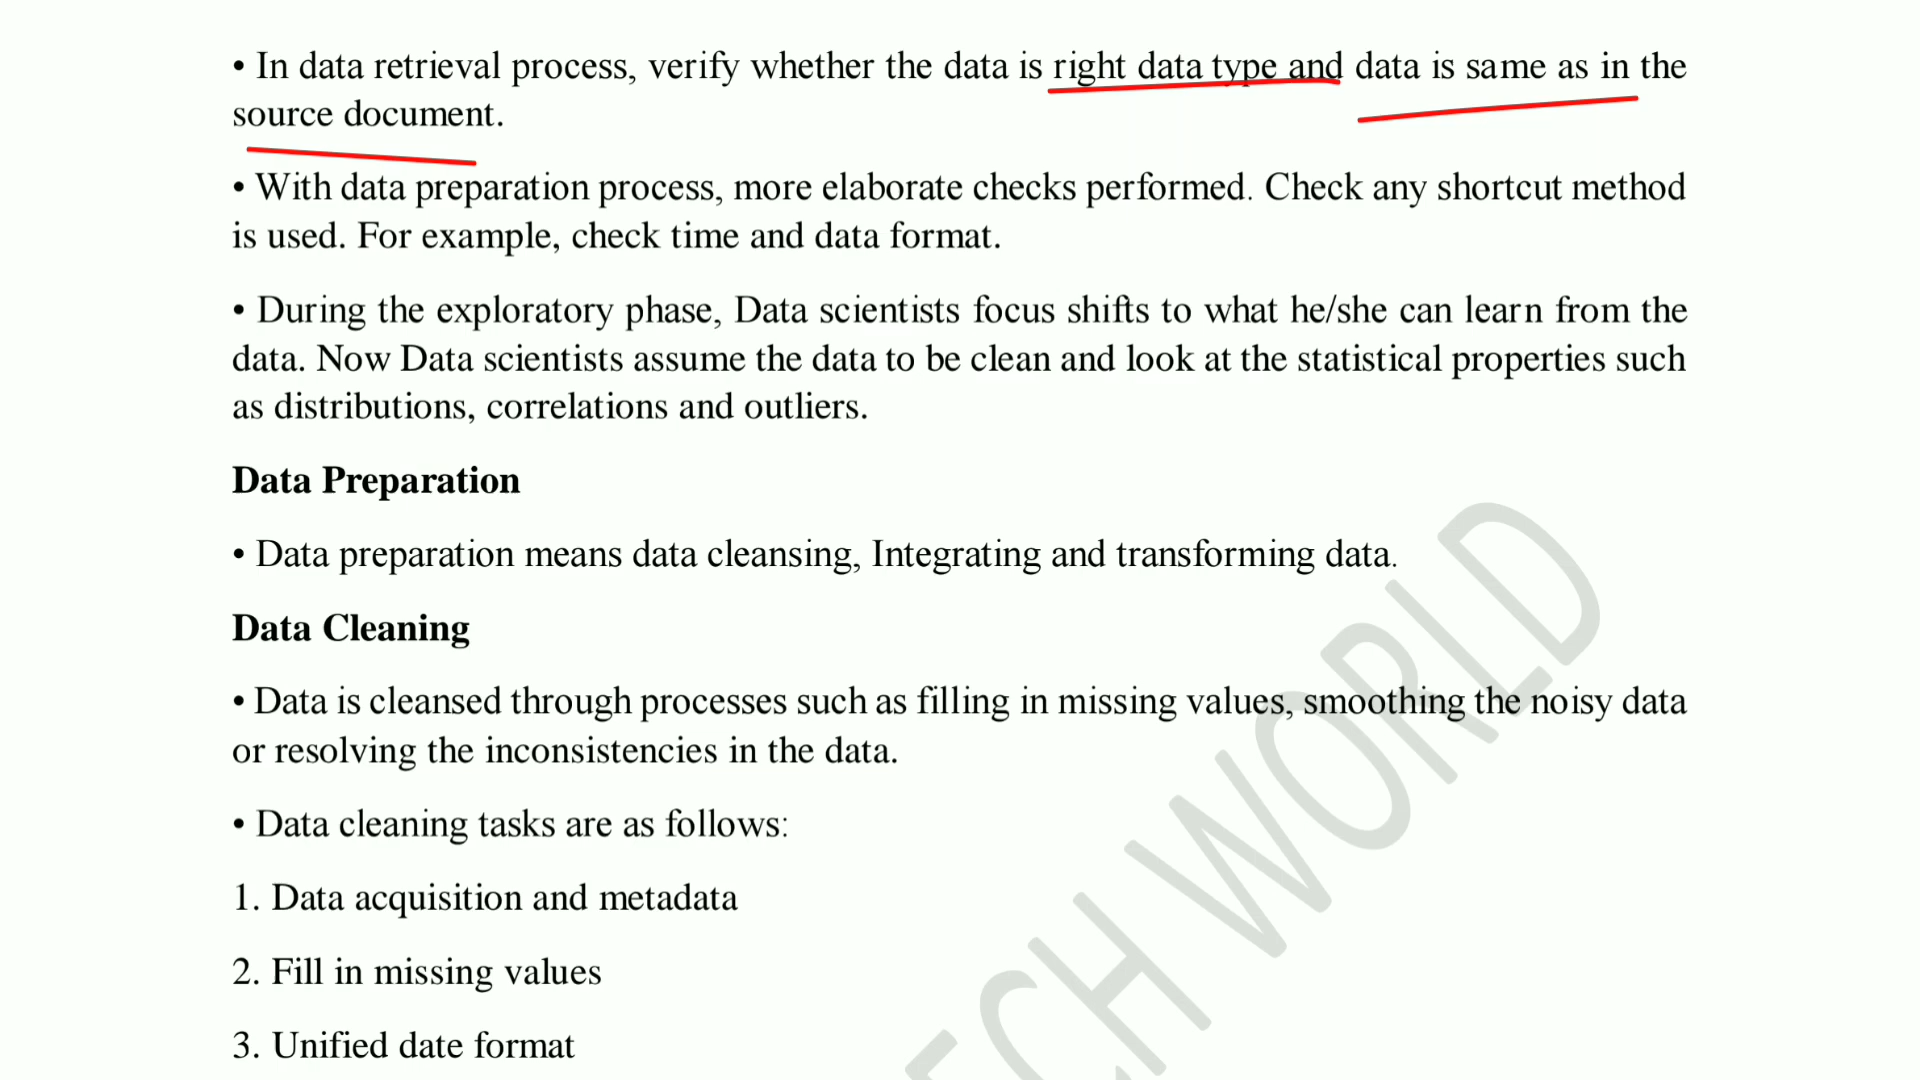 • In data retrieval process, verify whether the data is right data type and data is same as in the
source document.
• With data preparation process, more elaborate checks performed. Check any shortcut method
is used. For example, check time and data format.
• During the exploratory phase, Data scientists focus shifts to what he/she can learn from the
data. Now Data scientists assume the data to be clean and look at the statistical properties such
as distributions, correlations and outliers.
Data Preparation
• Data preparation means data cleansing, Integrating and transforming data.
Data Cleaning
• Data is cleansed through processes such as filling in missing values, smoothing the noisy data
or resolving the inconsistencies in the data.
• Data cleaning tasks are as follows:
1. Data acquisition and metadata
2. Fill in missing values
3. Unified date format
ECH WORLD